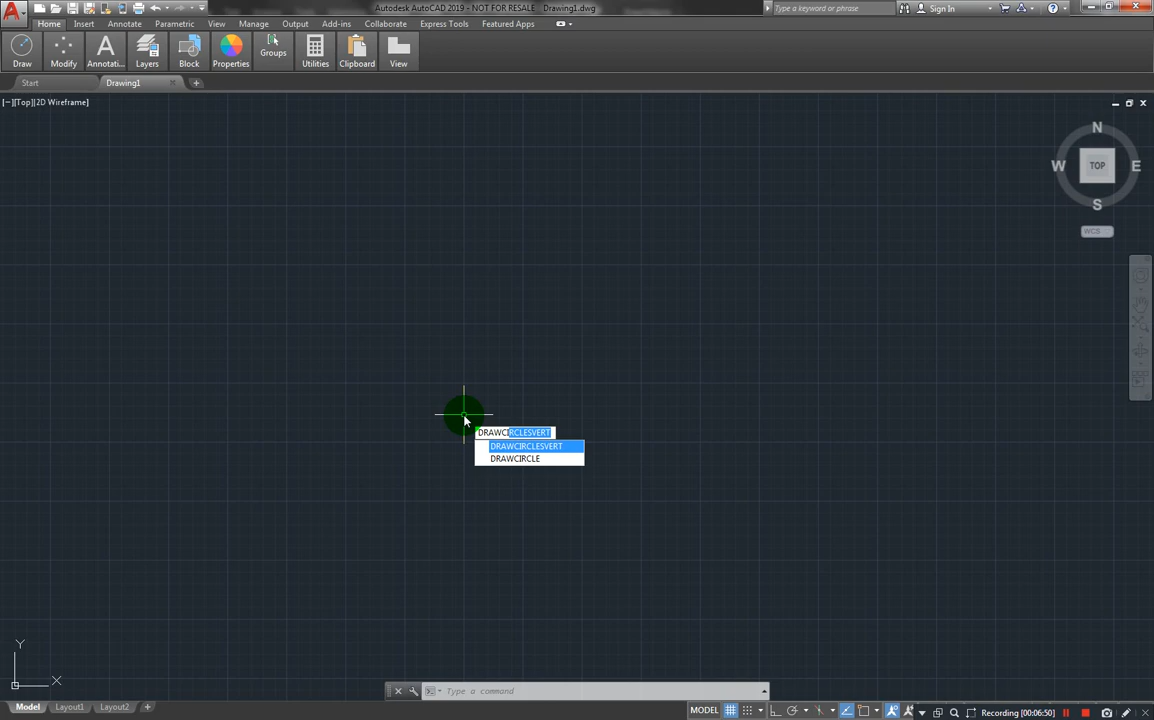 Autodesk AutoCAD 2019 - NOT FOR RESALE   Drawing1.dwg
Type a keyword or phrase
Sign In
Home Insert Annotate Parametric View Manage Output Add-ins Collaborate Express Tools Featured Apps
Draw Modify Annotati... Layers Block Properties Groups Utilities Clipboard View
Start Drawing1
[−][Top][2D Wireframe]
N
W TOP E
S
WCS
DRAWCIRCLESVERT
DRAWCIRCLESVERT
DRAWCIRCLE
Y
X
Type a command
Model Layout1 Layout2 +
MODEL
Recording [00:06:50]